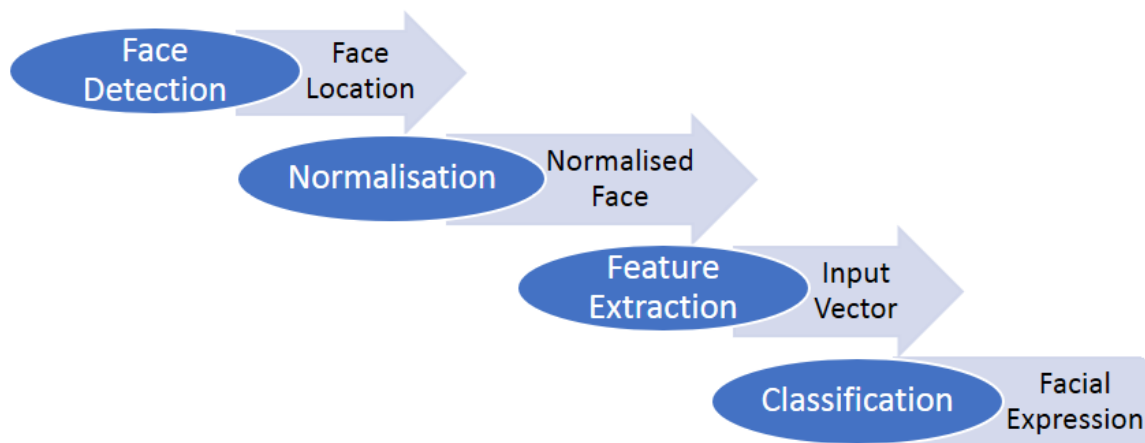 Face
Detection
Face
Location
Normalisation
Normalised
Face
Feature
Extraction
Input
Vector
Classification
Facial
Expression